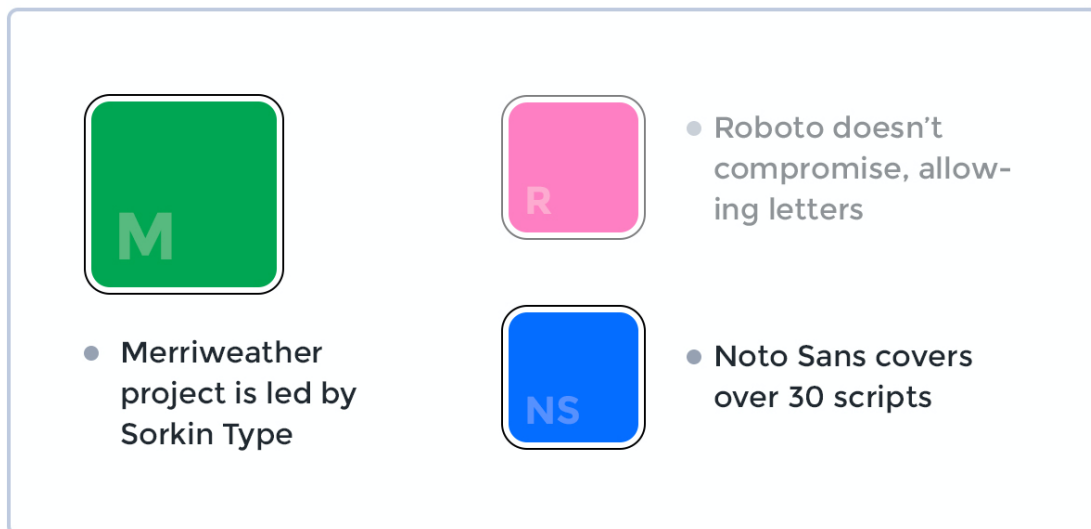 M
Merriweather
project is led by
Sorkin Type
R
Roboto doesn’t
compromise, allow-
ing letters
NS
Noto Sans covers
over 30 scripts